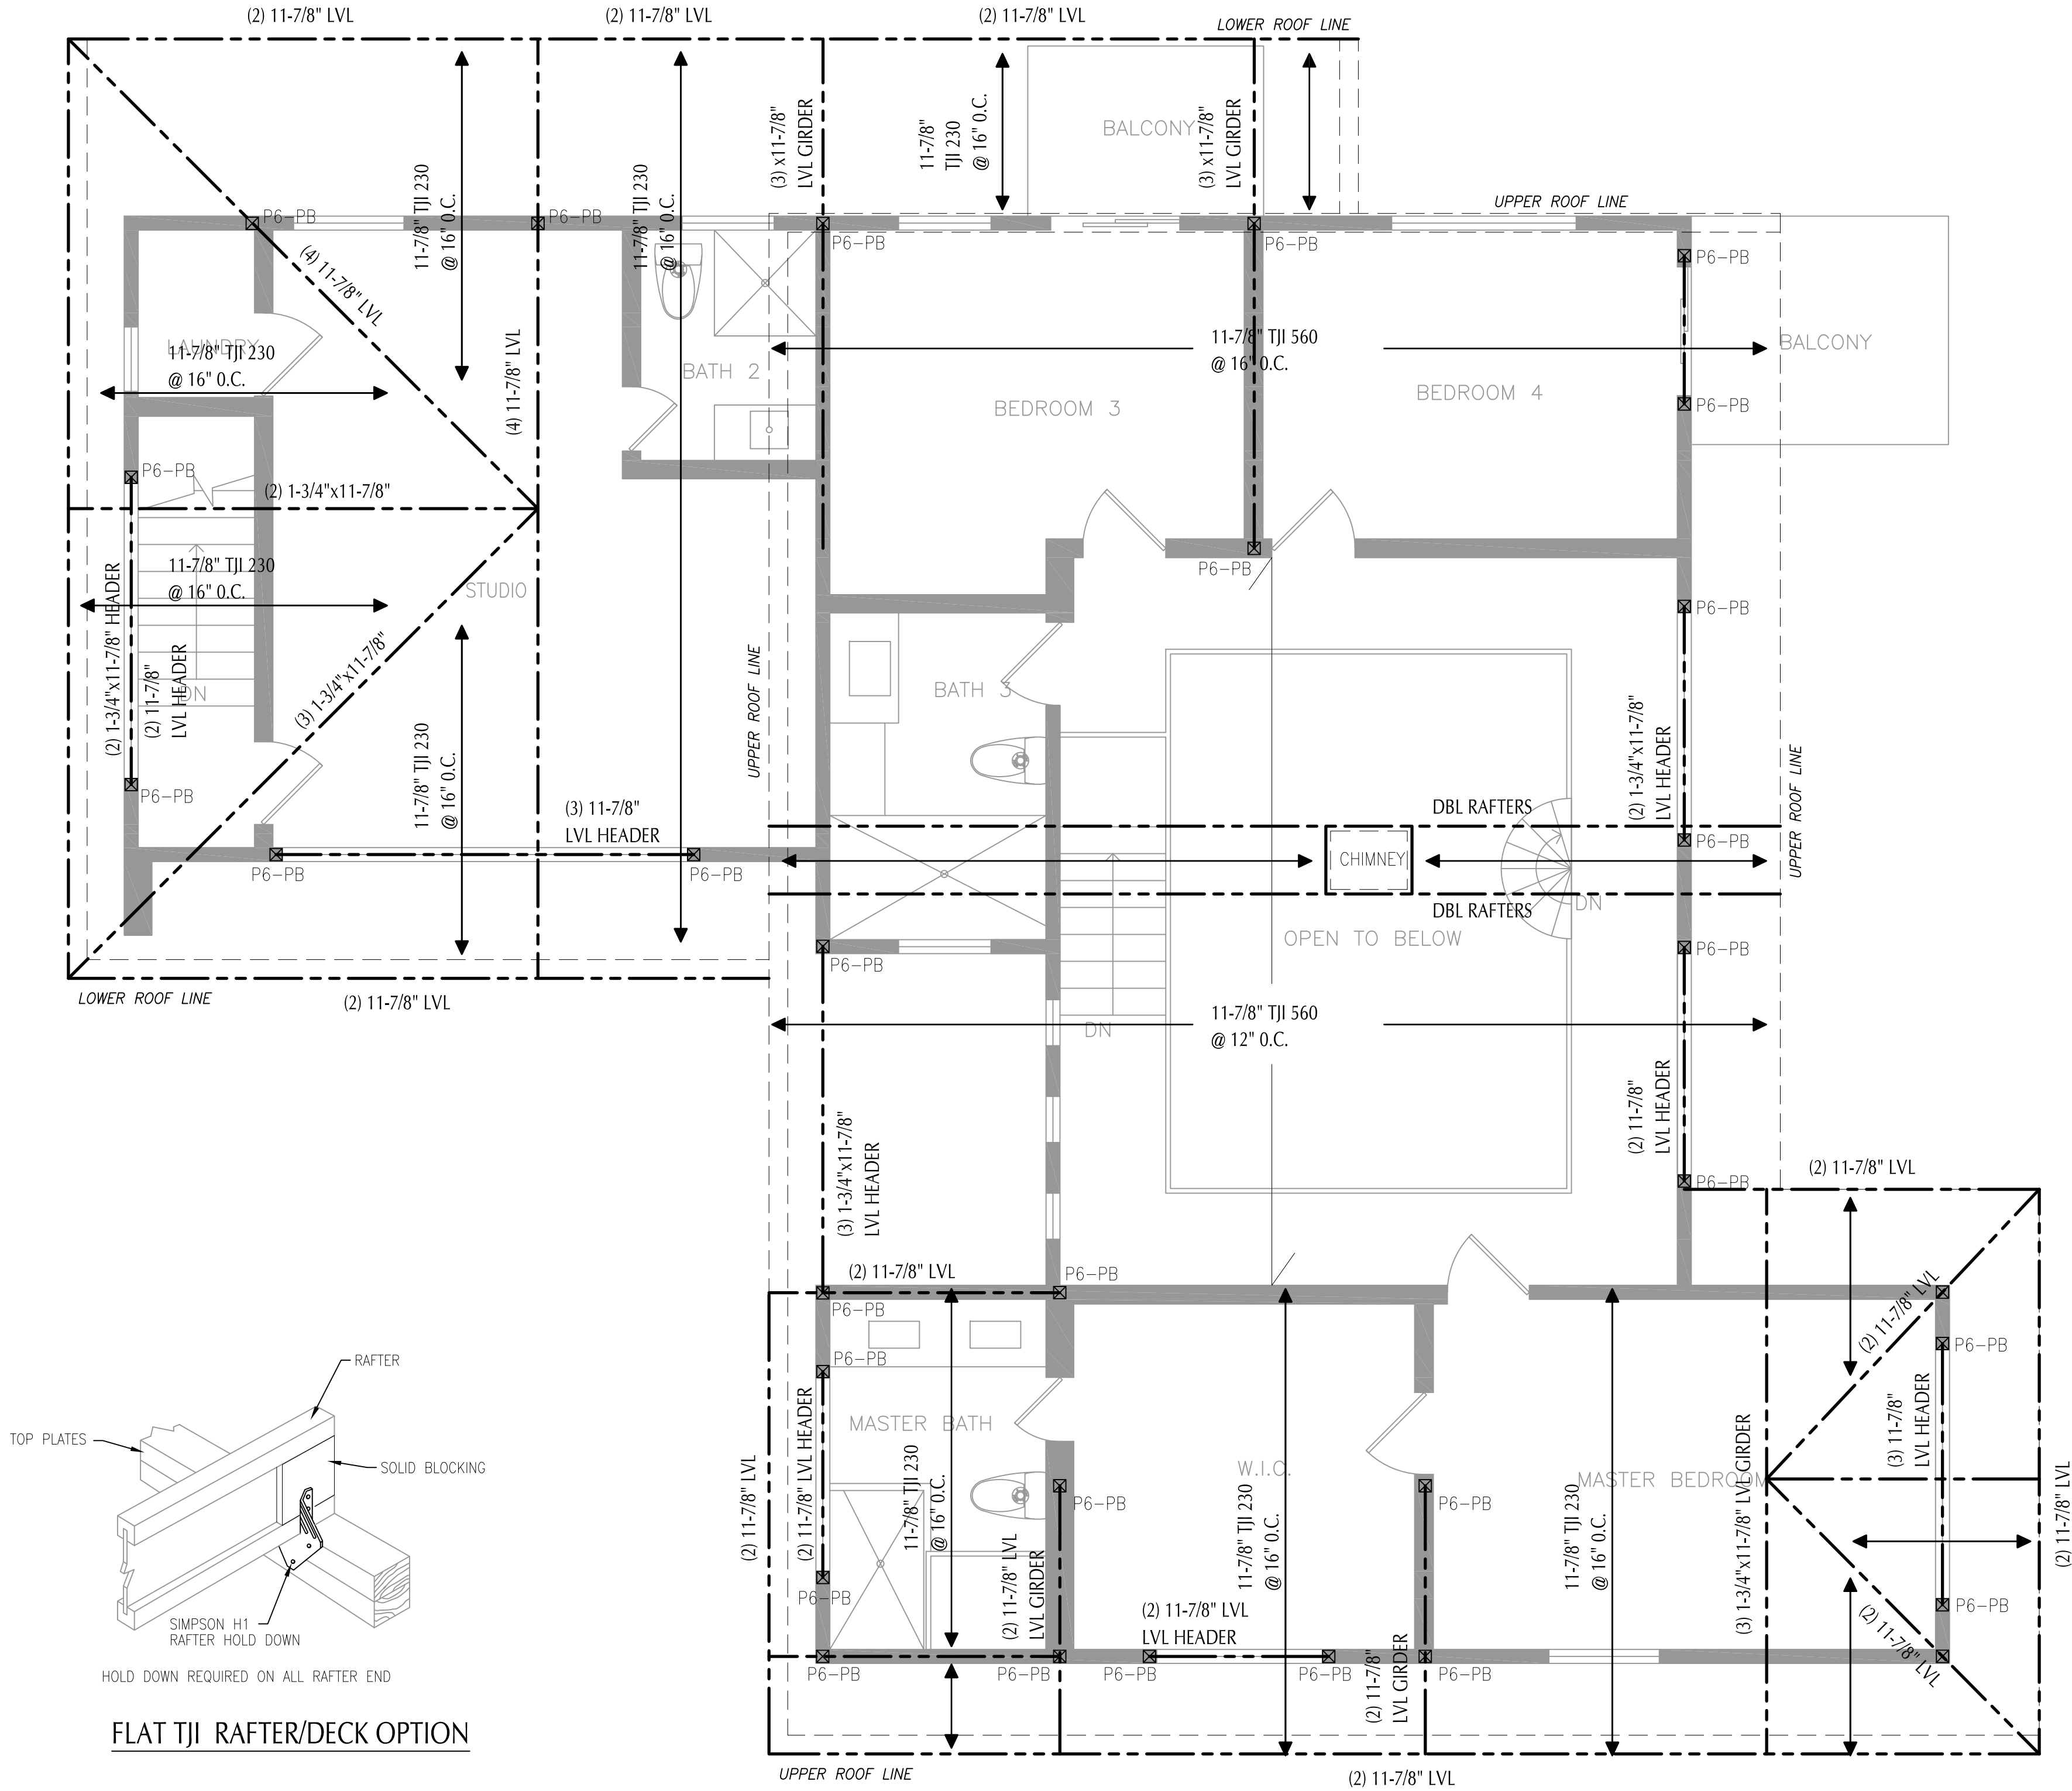 (2) 11-7/8" LVL
(2) 11-7/8" LVL
(2) 11-7/8" LVL
LOWER ROOF LINE
(3) x11-7/8"
LVL GIRDER
11-7/8"
TJI 230
@ 16" 0.C.
BALCONY
(3) x11-7/8"
LVL GIRDER
UPPER ROOF LINE
P6-PB
P6-PB
P6-PB
P6-PB
P6-PB
11-7/8" TJI 230
@ 16" 0.C.
11-7/8" TJI 230
@ 16" 0.C.
(4) 11-7/8" LVL
(4) 11-7/8" LVL
LAUNDRY
11-7/8" TJI 230
@ 16" 0.C.
BATH 2
11-7/8" TJI 560
@ 16" 0.C.
BALCONY
BEDROOM 3
BEDROOM 4
P6-PB
P6-PB
(2) 1-3/4"x11-7/8"
11-7/8" TJI 230
@ 16" 0.C.
STUDIO
P6-PB
P6-PB
(2) 1-3/4"x11-7/8" HEADER
(2) 11-7/8"
LVL HEADER
DN
(3) 1-3/4"x11-7/8"
UPPER ROOF LINE
BATH 3
(2) 1-3/4"x11-7/8"
LVL HEADER
UPPER ROOF LINE
P6-PB
11-7/8" TJI 230
@ 16" 0.C.
(3) 11-7/8"
LVL HEADER
DBL RAFTERS
P6-PB
CHIMNEY
P6-PB
P6-PB
DBL RAFTERS
DN
OPEN TO BELOW
P6-PB
P6-PB
LOWER ROOF LINE
(2) 11-7/8" LVL
11-7/8" TJI 560
@ 12" 0.C.
DN
(3) 1-3/4"x11-7/8"
LVL HEADER
(2) 11-7/8"
LVL HEADER
(2) 11-7/8" LVL
P6-PB
(2) 11-7/8" LVL
P6-PB
P6-PB
(2) 11-7/8" LVL
P6-PB
P6-PB
RAFTER
TOP PLATES
SOLID BLOCKING
SIMPSON H1
RAFTER HOLD DOWN
HOLD DOWN REQUIRED ON ALL RAFTER END
FLAT TJI RAFTER/DECK OPTION
(2) 11-7/8" LVL
(2) 11-7/8" LVL HEADER
MASTER BATH
11-7/8" TJI 230
@ 16" 0.C.
W.I.C.
11-7/8" TJI 230
@ 16" 0.C.
MASTER BEDROOM
11-7/8" TJI 230
@ 16" 0.C.
(3) 1-3/4"x11-7/8" LVL GIRDER
(3) 11-7/8"
LVL HEADER
(2) 11-7/8" LVL
P6-PB
P6-PB
P6-PB
(2) 11-7/8" LVL
LVL GIRDER
(2) 11-7/8" LVL
LVL HEADER
P6-PB
(2) 11-7/8" LVL
(2) 11-7/8"
LVL GIRDER
P6-PB
P6-PB
P6-PB
P6-PB
P6-PB
UPPER ROOF LINE
(2) 11-7/8" LVL